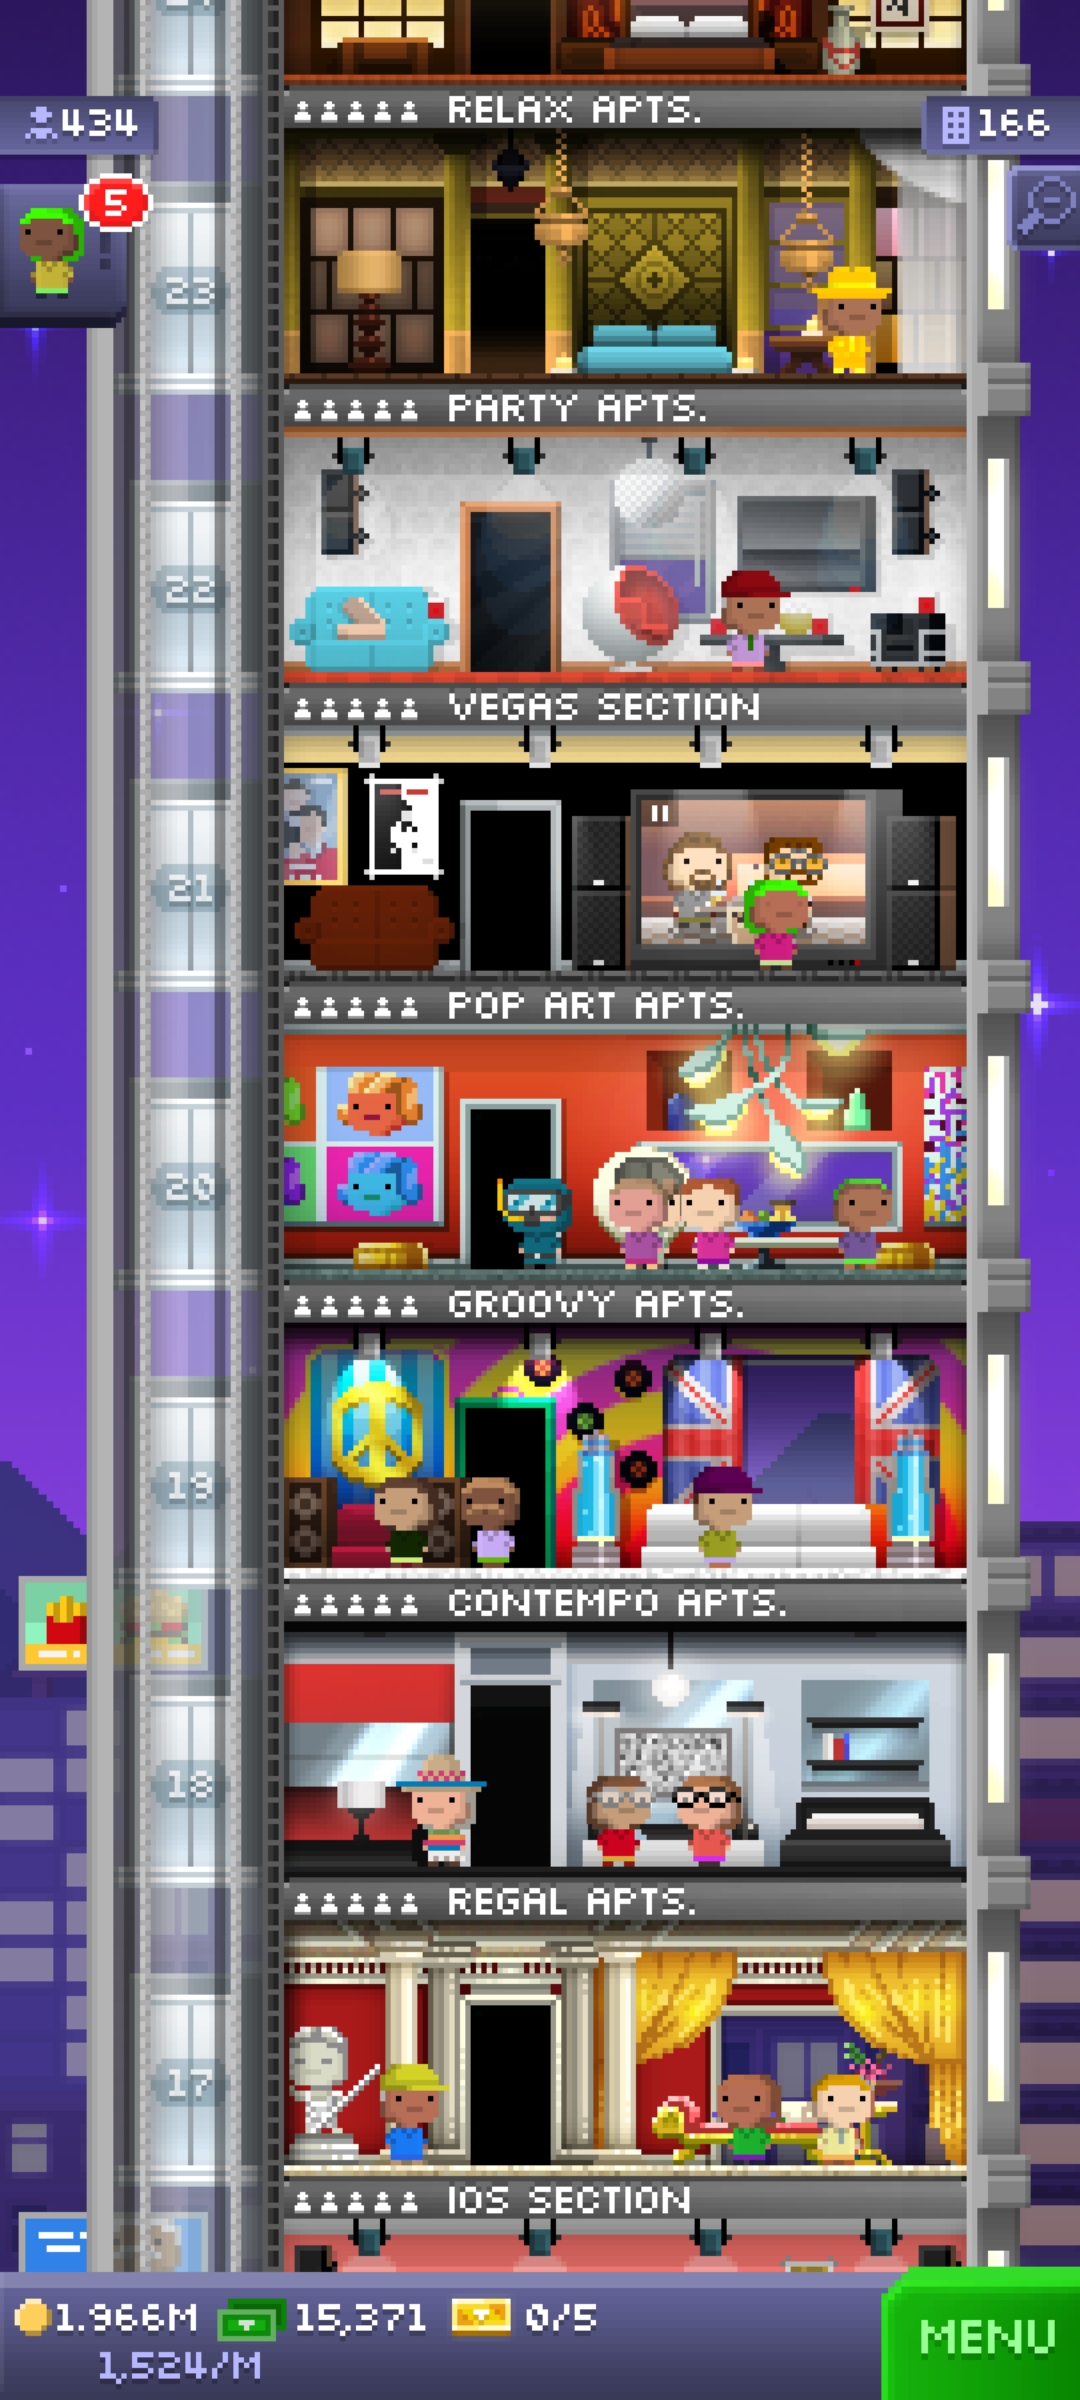 RELAX APTS.
434
166
5
23
PARTY APTS.
22
VEGAS SECTION
21
POP ART APTS.
20
GROOVY APTS.
19
CONTEMPO APTS.
18
REGAL APTS.
17
IOS SECTION
1.966M 15,371 0/5
1,524/M
MENU